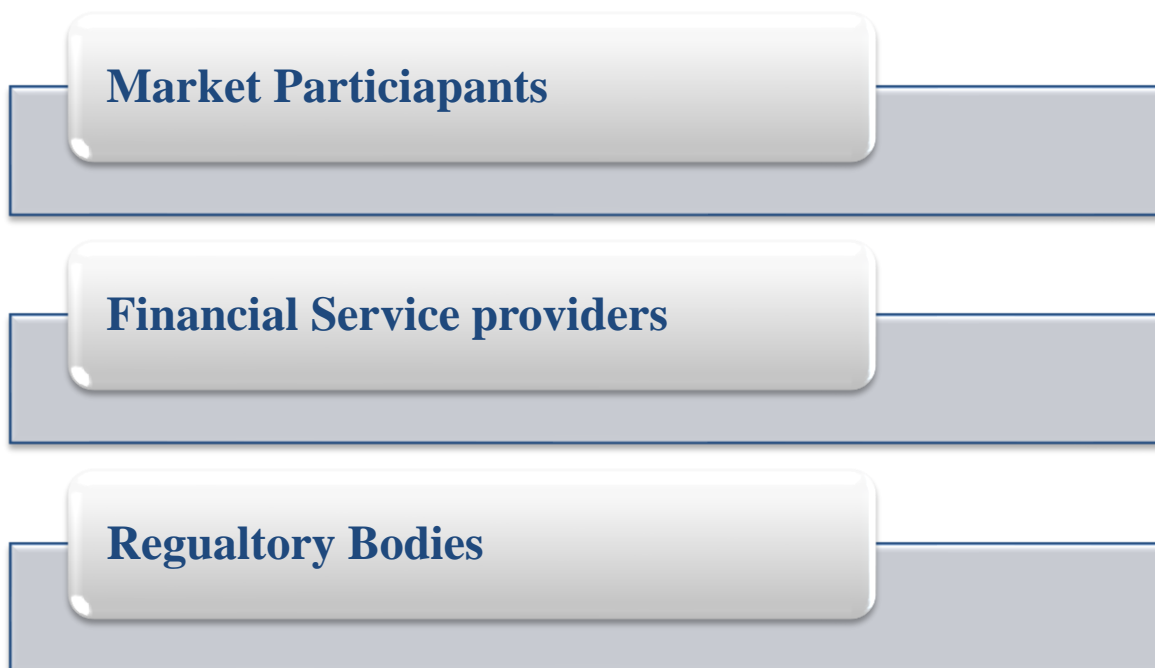 Market Particiapants
Financial Service providers
Regualtory Bodies